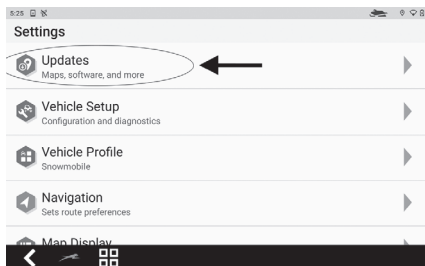 5:25
Settings
Updates
Maps, software, and more
Vehicle Setup
Configuration and diagnostics
Vehicle Profile
Snowmobile
Navigation
Sets route preferences
Map Display